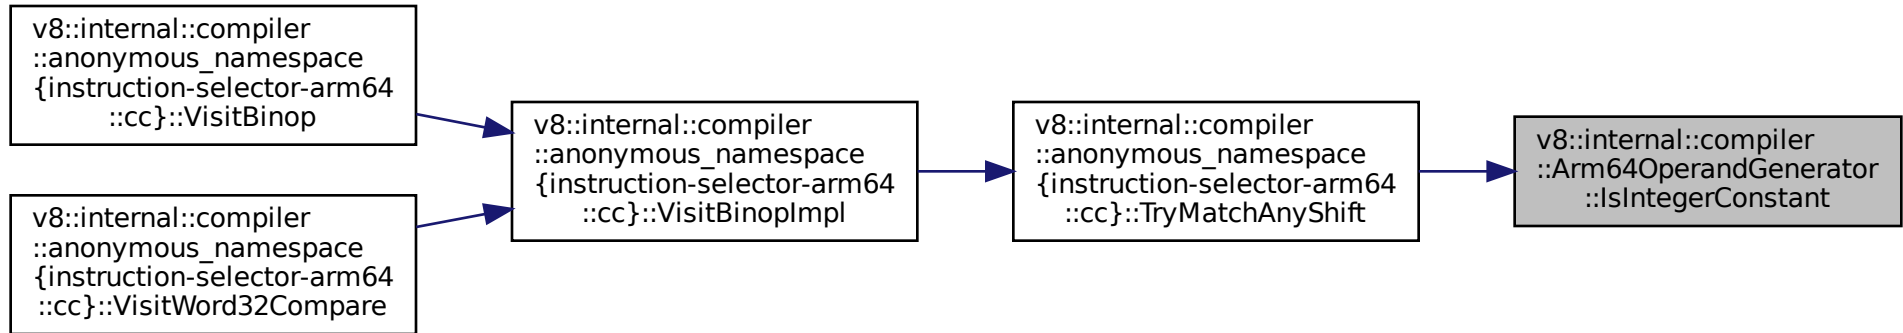 v8::internal::compiler
::anonymous_namespace
{instruction-selector-arm64
::cc}::VisitBinop
v8::internal::compiler
::anonymous_namespace
{instruction-selector-arm64
::cc}::VisitWord32Compare
v8::internal::compiler
::anonymous_namespace
{instruction-selector-arm64
::cc}::VisitBinopImpl
v8::internal::compiler
::anonymous_namespace
{instruction-selector-arm64
::cc}::TryMatchAnyShift
v8::internal::compiler
::Arm64OperandGenerator
::IsIntegerConstant